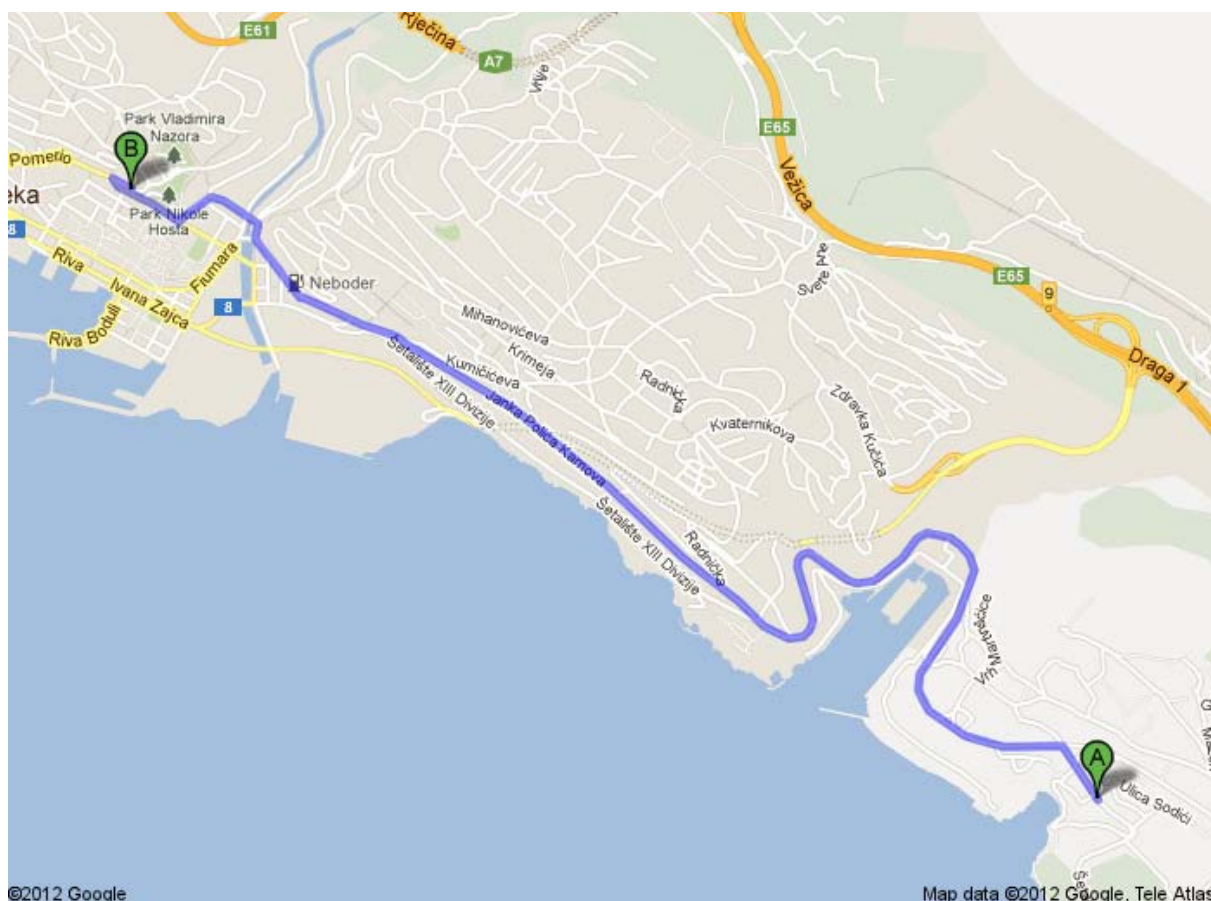 E61
Rječina
A7
Vrlije
Park Vladimira
Nazora
B
Pomerio
eka
Park Nikole
Hosta
8
Riva
Ivana Zajca
Fiumara
Riva Boduli
8
Neboder
E65
Vežica
Svete Ane
E65
9
Draga 1
Mihanovićeva
Krimeja
Kumičićeva
Radnička
Kvaternikova
Zdravka Kučića
Šetalište XIII Divizije
Janka Polića Kamova
Šetalište XIII Divizije
Radnička
Vrh Martinšćice
A
Ulica Sodići
©2012 Google
Map data ©2012 Google, Tele Atlas